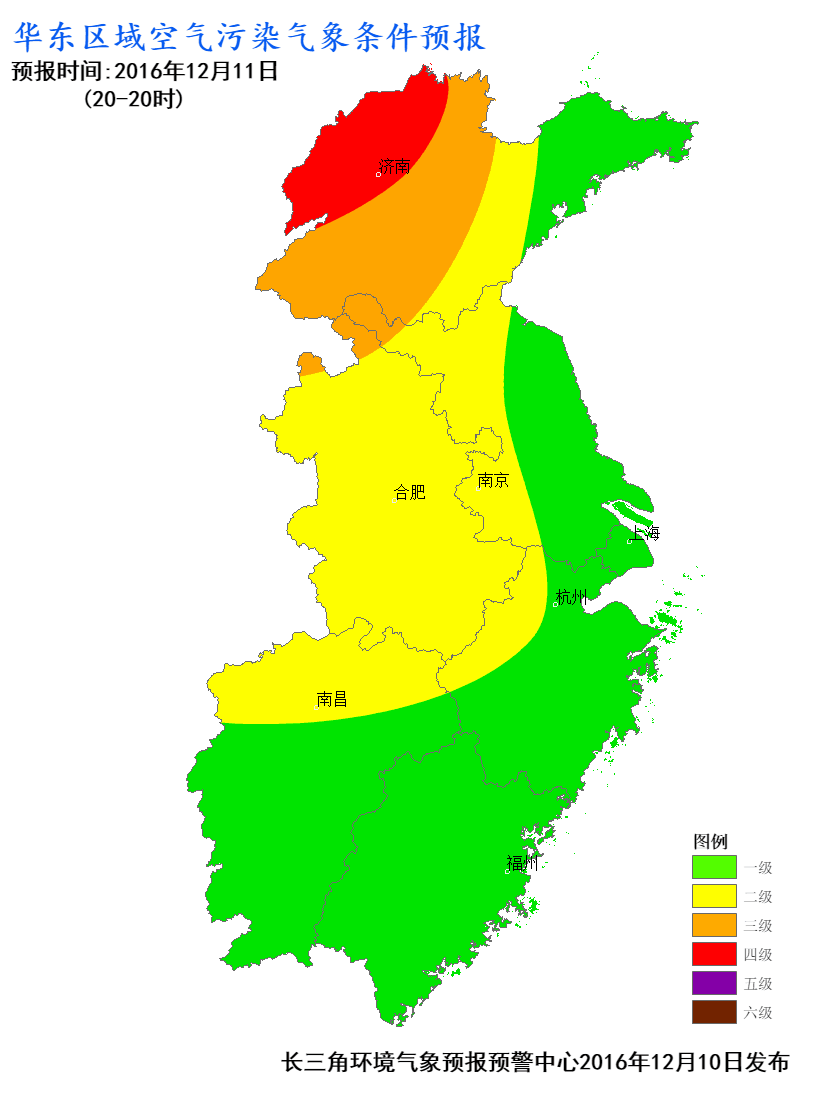 华东区域空气污染气象条件预报
预报时间:2016年12月11日
(20-20时)
济南
合肥
南京
上海
杭州
南昌
福州
图例
一级
二级
三级
四级
五级
六级
长三角环境气象预报预警中心2016年12月10日发布